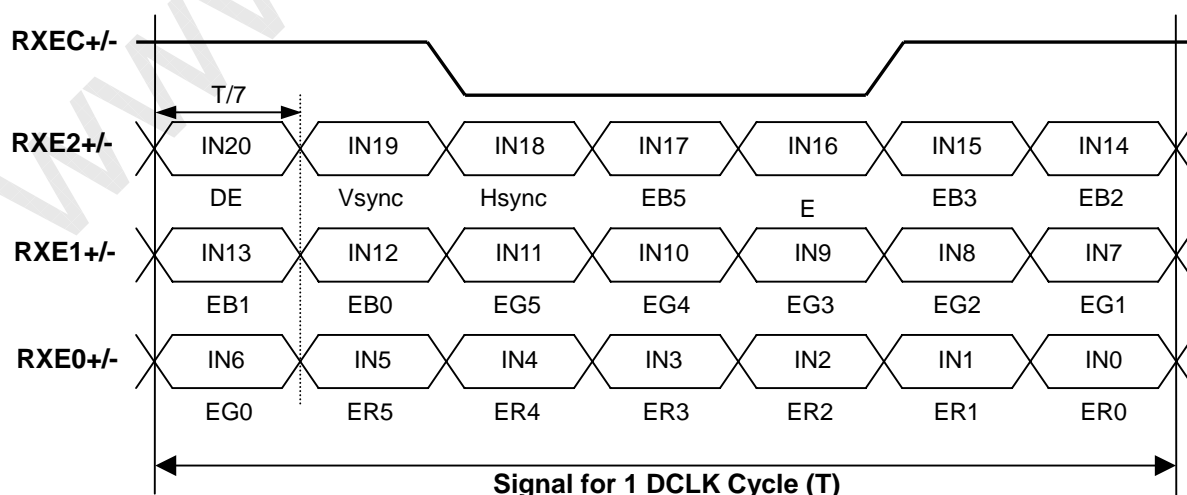 RXEC+/-
T/7
RXE2+/- IN20 IN19 IN18 IN17 IN16 IN15 IN14
DE Vsync Hsync EB5 E EB3 EB2
RXE1+/- IN13 IN12 IN11 IN10 IN9 IN8 IN7
EB1 EB0 EG5 EG4 EG3 EG2 EG1
RXE0+/- IN6 IN5 IN4 IN3 IN2 IN1 IN0
EG0 ER5 ER4 ER3 ER2 ER1 ER0
Signal for 1 DCLK Cycle (T)